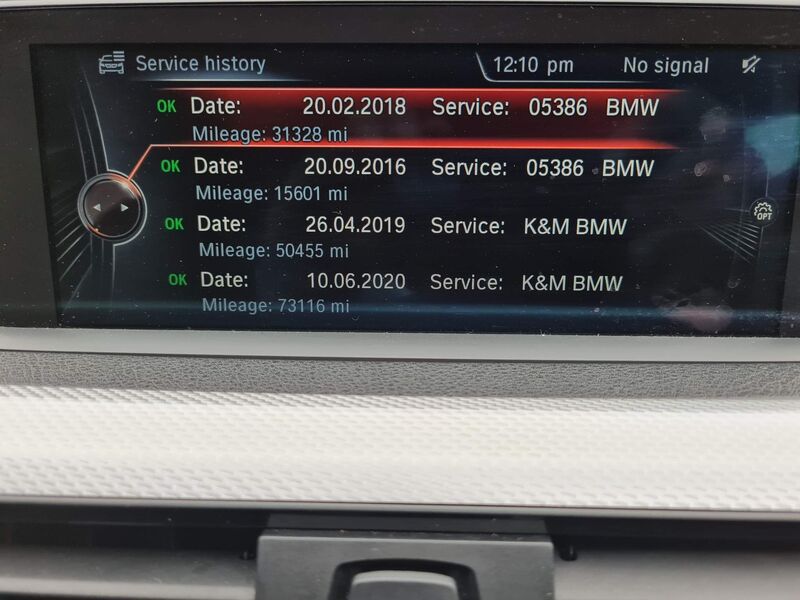 Service history 12:10 pm No signal
OK Date: 20.02.2018 Service: 05386 BMW
Mileage: 31328 mi
OK Date: 20.09.2016 Service: 05386 BMW
Mileage: 15601 mi
OK Date: 26.04.2019 Service: K&M BMW
Mileage: 50455 mi
OK Date: 10.06.2020 Service: K&M BMW
Mileage: 73116 mi
OPT